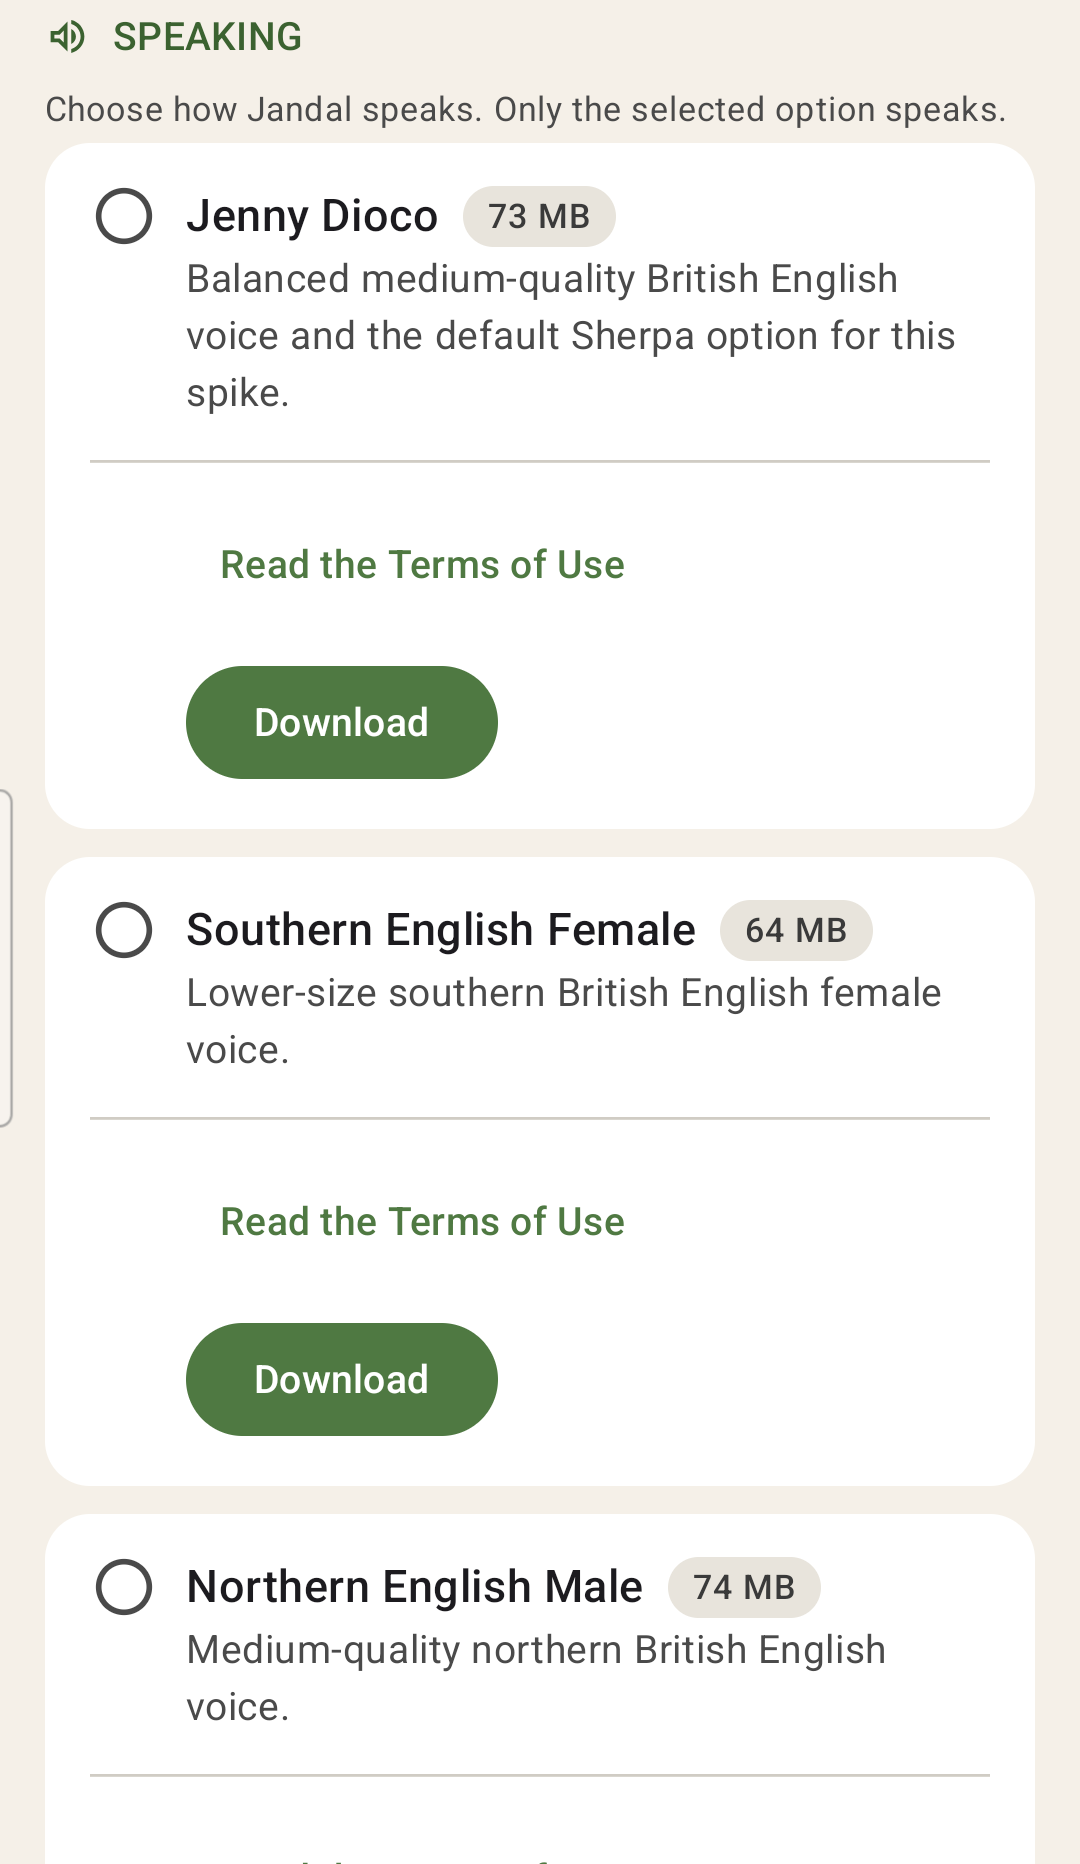 SPEAKING
Choose how Jandal speaks. Only the selected option speaks.
Jenny Dioco 73 MB
Balanced medium-quality British English
voice and the default Sherpa option for this
spike.
Read the Terms of Use
Download
Southern English Female 64 MB
Lower-size southern British English female
voice.
Read the Terms of Use
Download
Northern English Male 74 MB
Medium-quality northern British English
voice.